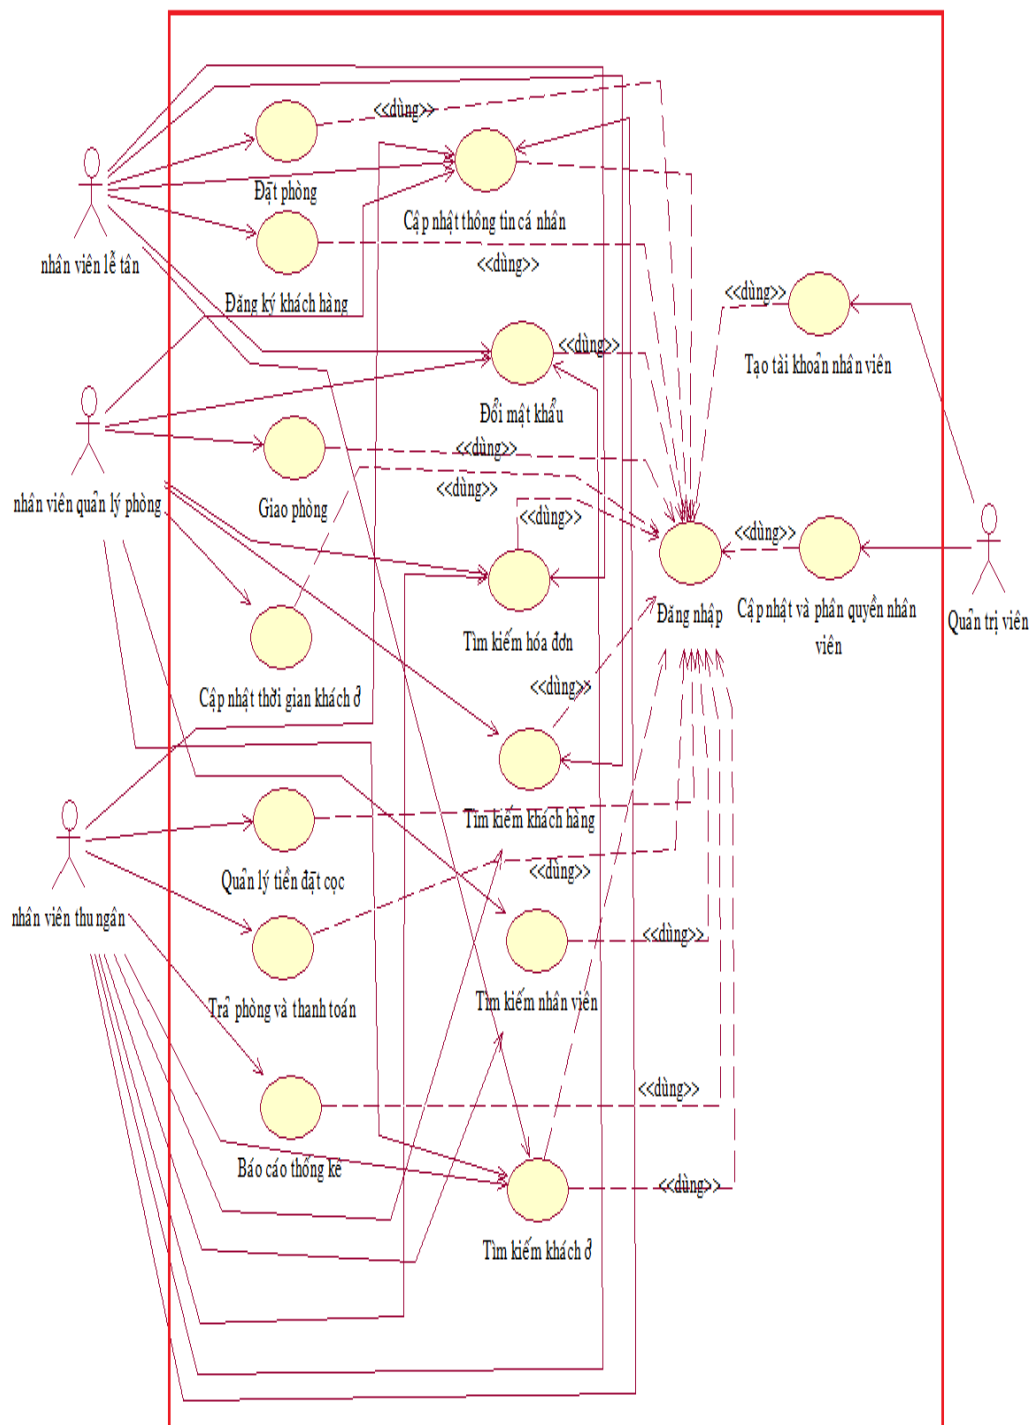 <<dùng>>
Đặt phòng
Cập nhật thông tin cá nhân
nhân viên lễ tân
<<dùng>>
<<dùng>>
Đăng ký khách hàng
<<dùng>>
Tạo tài khoản nhân viên
Đổi mật khẩu
<<dùng>>
<<dùng>>
nhân viên quản lý phòng
Giao phòng
<<dùng>>
<<dùng>>
Tìm kiếm hóa đơn
Đăng nhập
Cập nhật và phân quyền nhân
viên
Quản trị viên
Cập nhật thời gian khách ở
<<dùng>>
Tìm kiếm khách hàng
Quản lý tiền đặt cọc
<<dùng>>
nhân viên thu ngân
<<dùng>>
Trả phòng và thanh toán
Tìm kiếm nhân viên
<<dùng>>
Báo cáo thống kê
<<dùng>>
Tìm kiếm khách ở